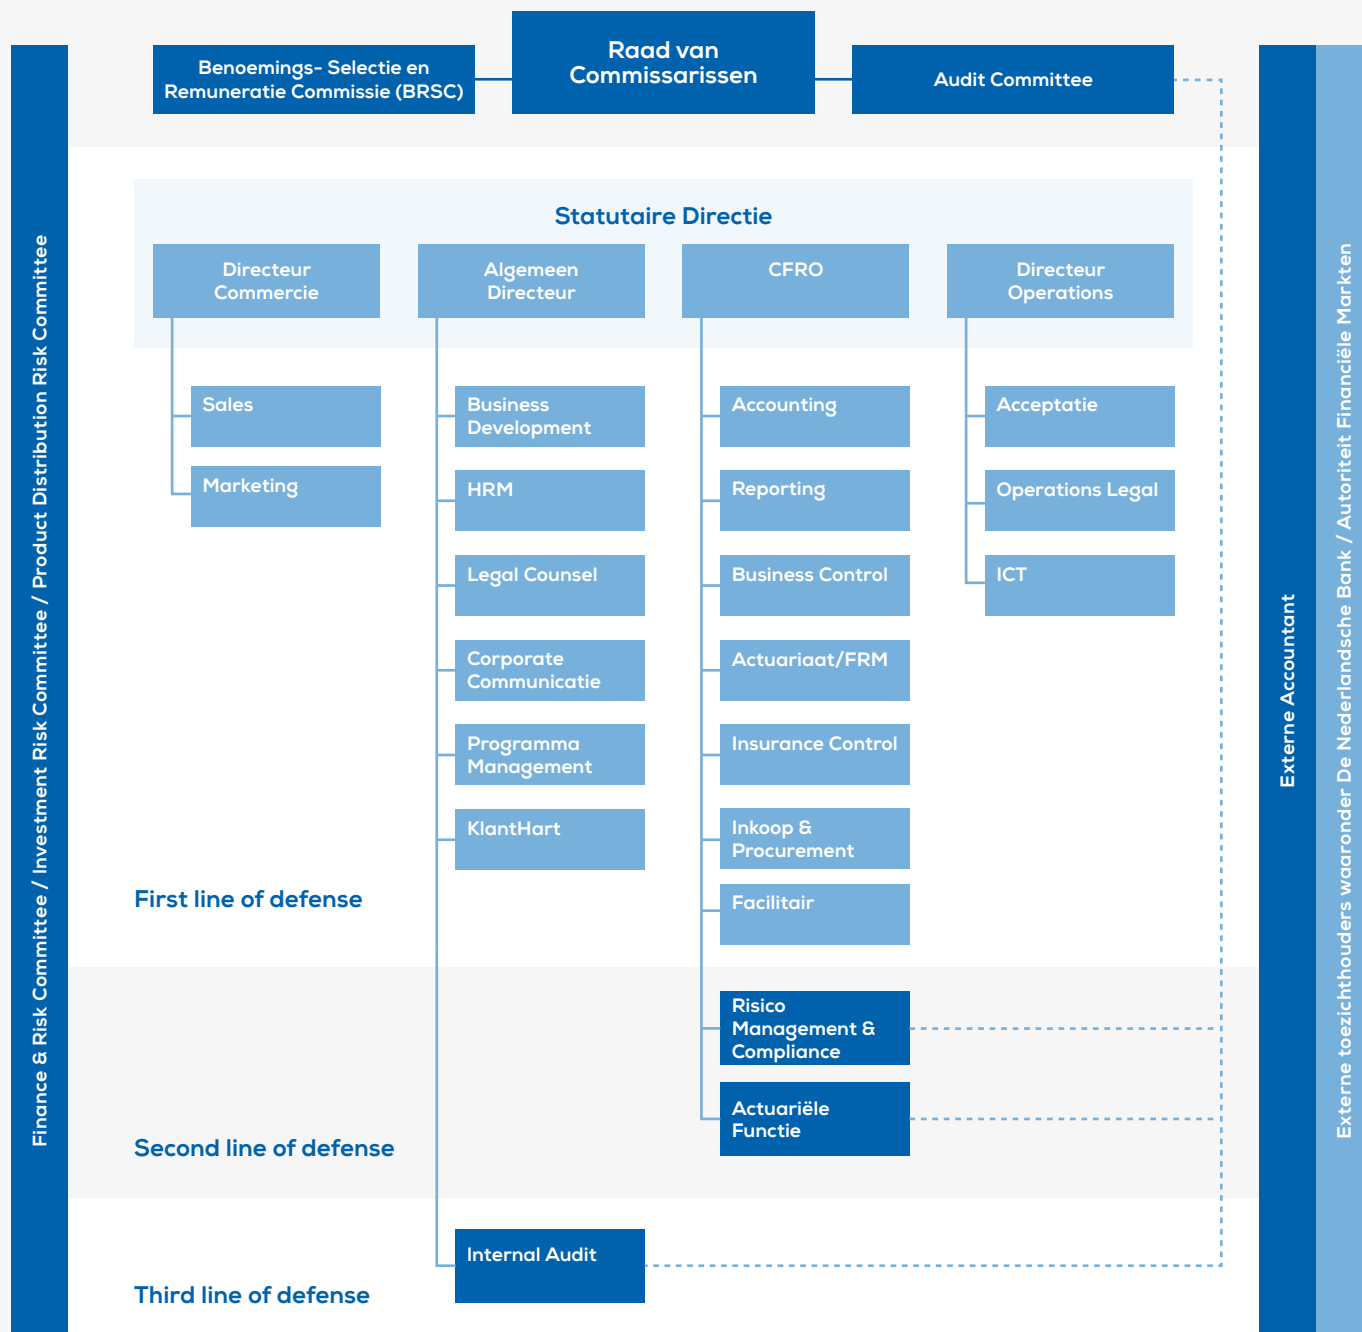 Raad van
Commissarissen
Benoemings- Selectie en
Remuneratie Commissie (BRSC)
Audit Committee
Statutaire Directie
Directeur
Commercie
Algemeen
Directeur
CFRO
Directeur
Operations
Sales
Marketing
Business
Development
HRM
Legal Counsel
Corporate
Communicatie
Programma
Management
KlantHart
Accounting
Reporting
Business Control
Actuariaat/FRM
Insurance Control
Inkoop &
Procurement
Facilitair
Acceptatie
Operations Legal
ICT
First line of defense
Risico
Management &
Compliance
Actuariële
Functie
Second line of defense
Internal Audit
Third line of defense
Finance & Risk Committee / Investment Risk Committee / Product Distribution Risk Committee
Externe Accountant
Externe toezichthouders waaronder De Nederlandsche Bank / Autoriteit Financiële Markten